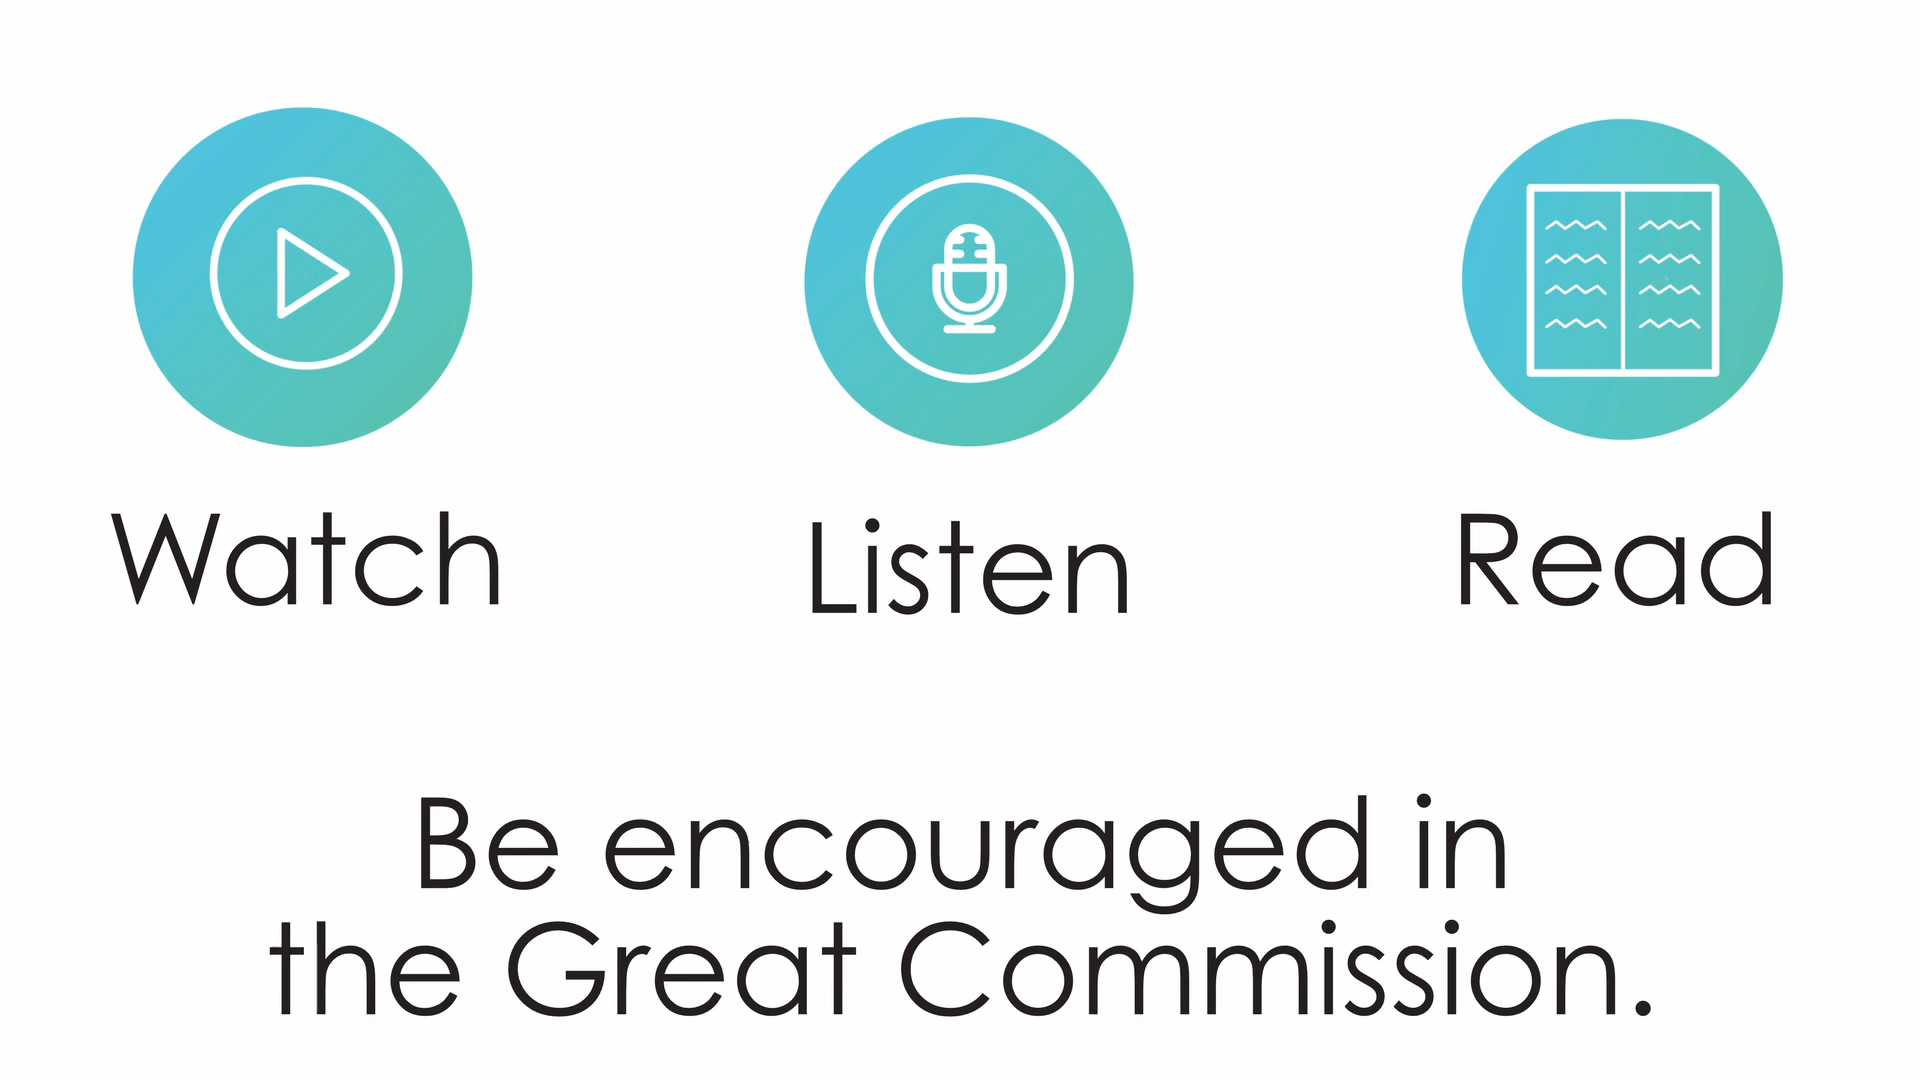 Watch
Listen
Read
Be encouraged in
the Great Commission.